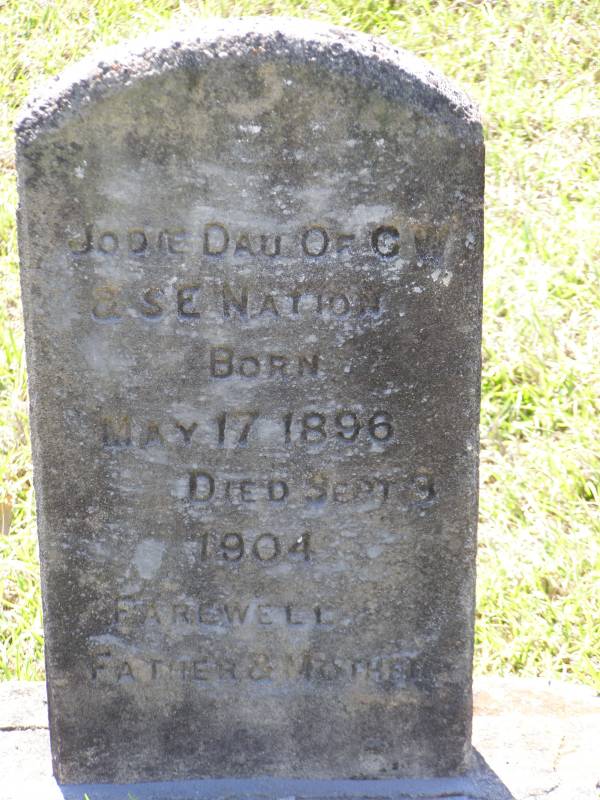 JODIE DAU OF G W
& S E NATION
BORN
MAY 17 1896
DIED SEPT 3
1904
FAREWELL
FATHER & MOTHER